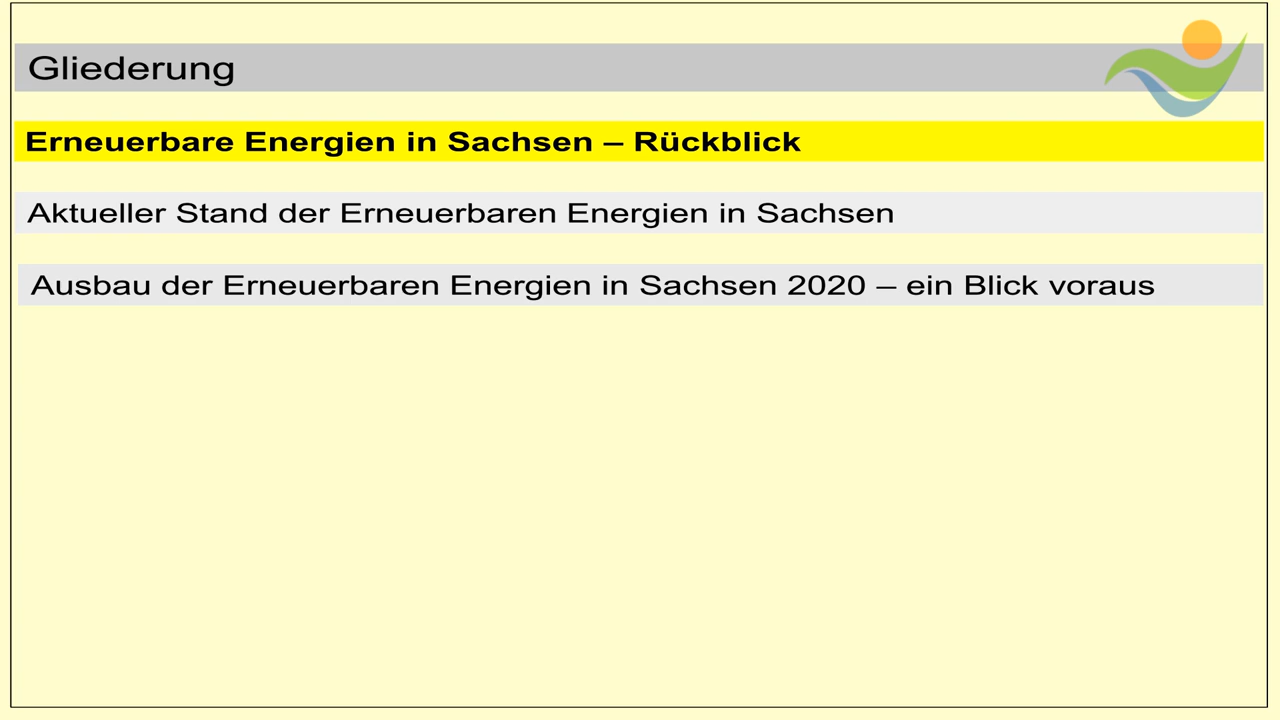 Gliederung
Erneuerbare Energien in Sachsen – Rückblick
Aktueller Stand der Erneuerbaren Energien in Sachsen
Ausbau der Erneuerbaren Energien in Sachsen 2020 – ein Blick voraus